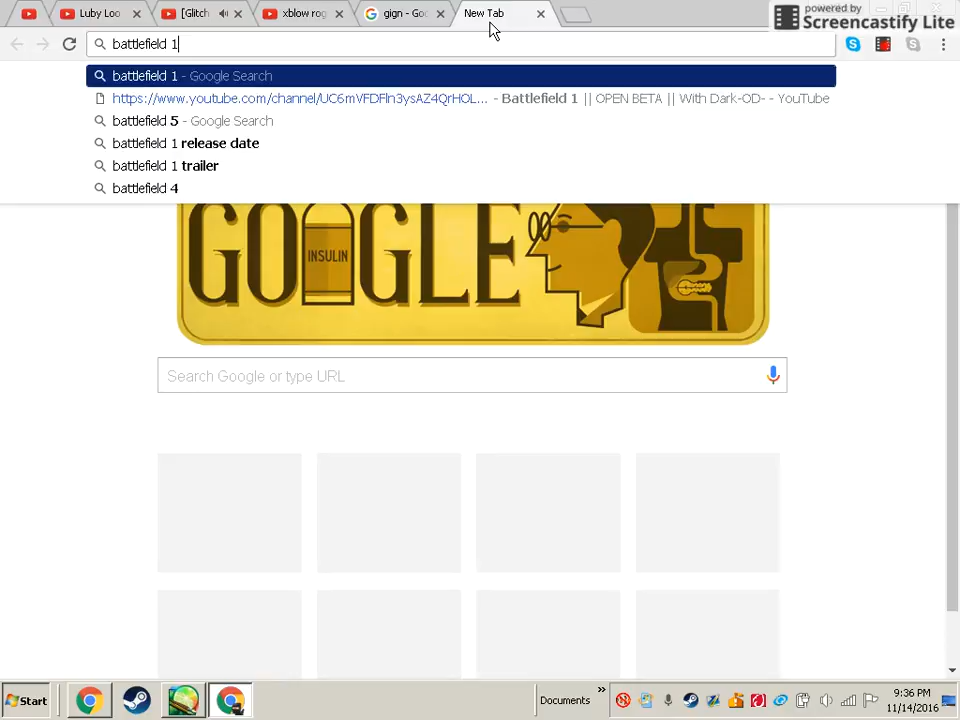 Luby Loo
[Glitch
xblow rog
gign - Goo
New Tab
powered by
Screencastify Lite
battlefield 1
battlefield 1 - Google Search
https://www.youtube.com/channel/UC6mVFDFln3ysAZ4QrHOL... - Battlefield 1 || OPEN BETA || With Dark-OD- - YouTube
battlefield 5 - Google Search
battlefield 1 release date
battlefield 1 trailer
battlefield 4
GOOGLE
INSULIN
Search Google or type URL
Start
Documents
9:36 PM
11/14/2016